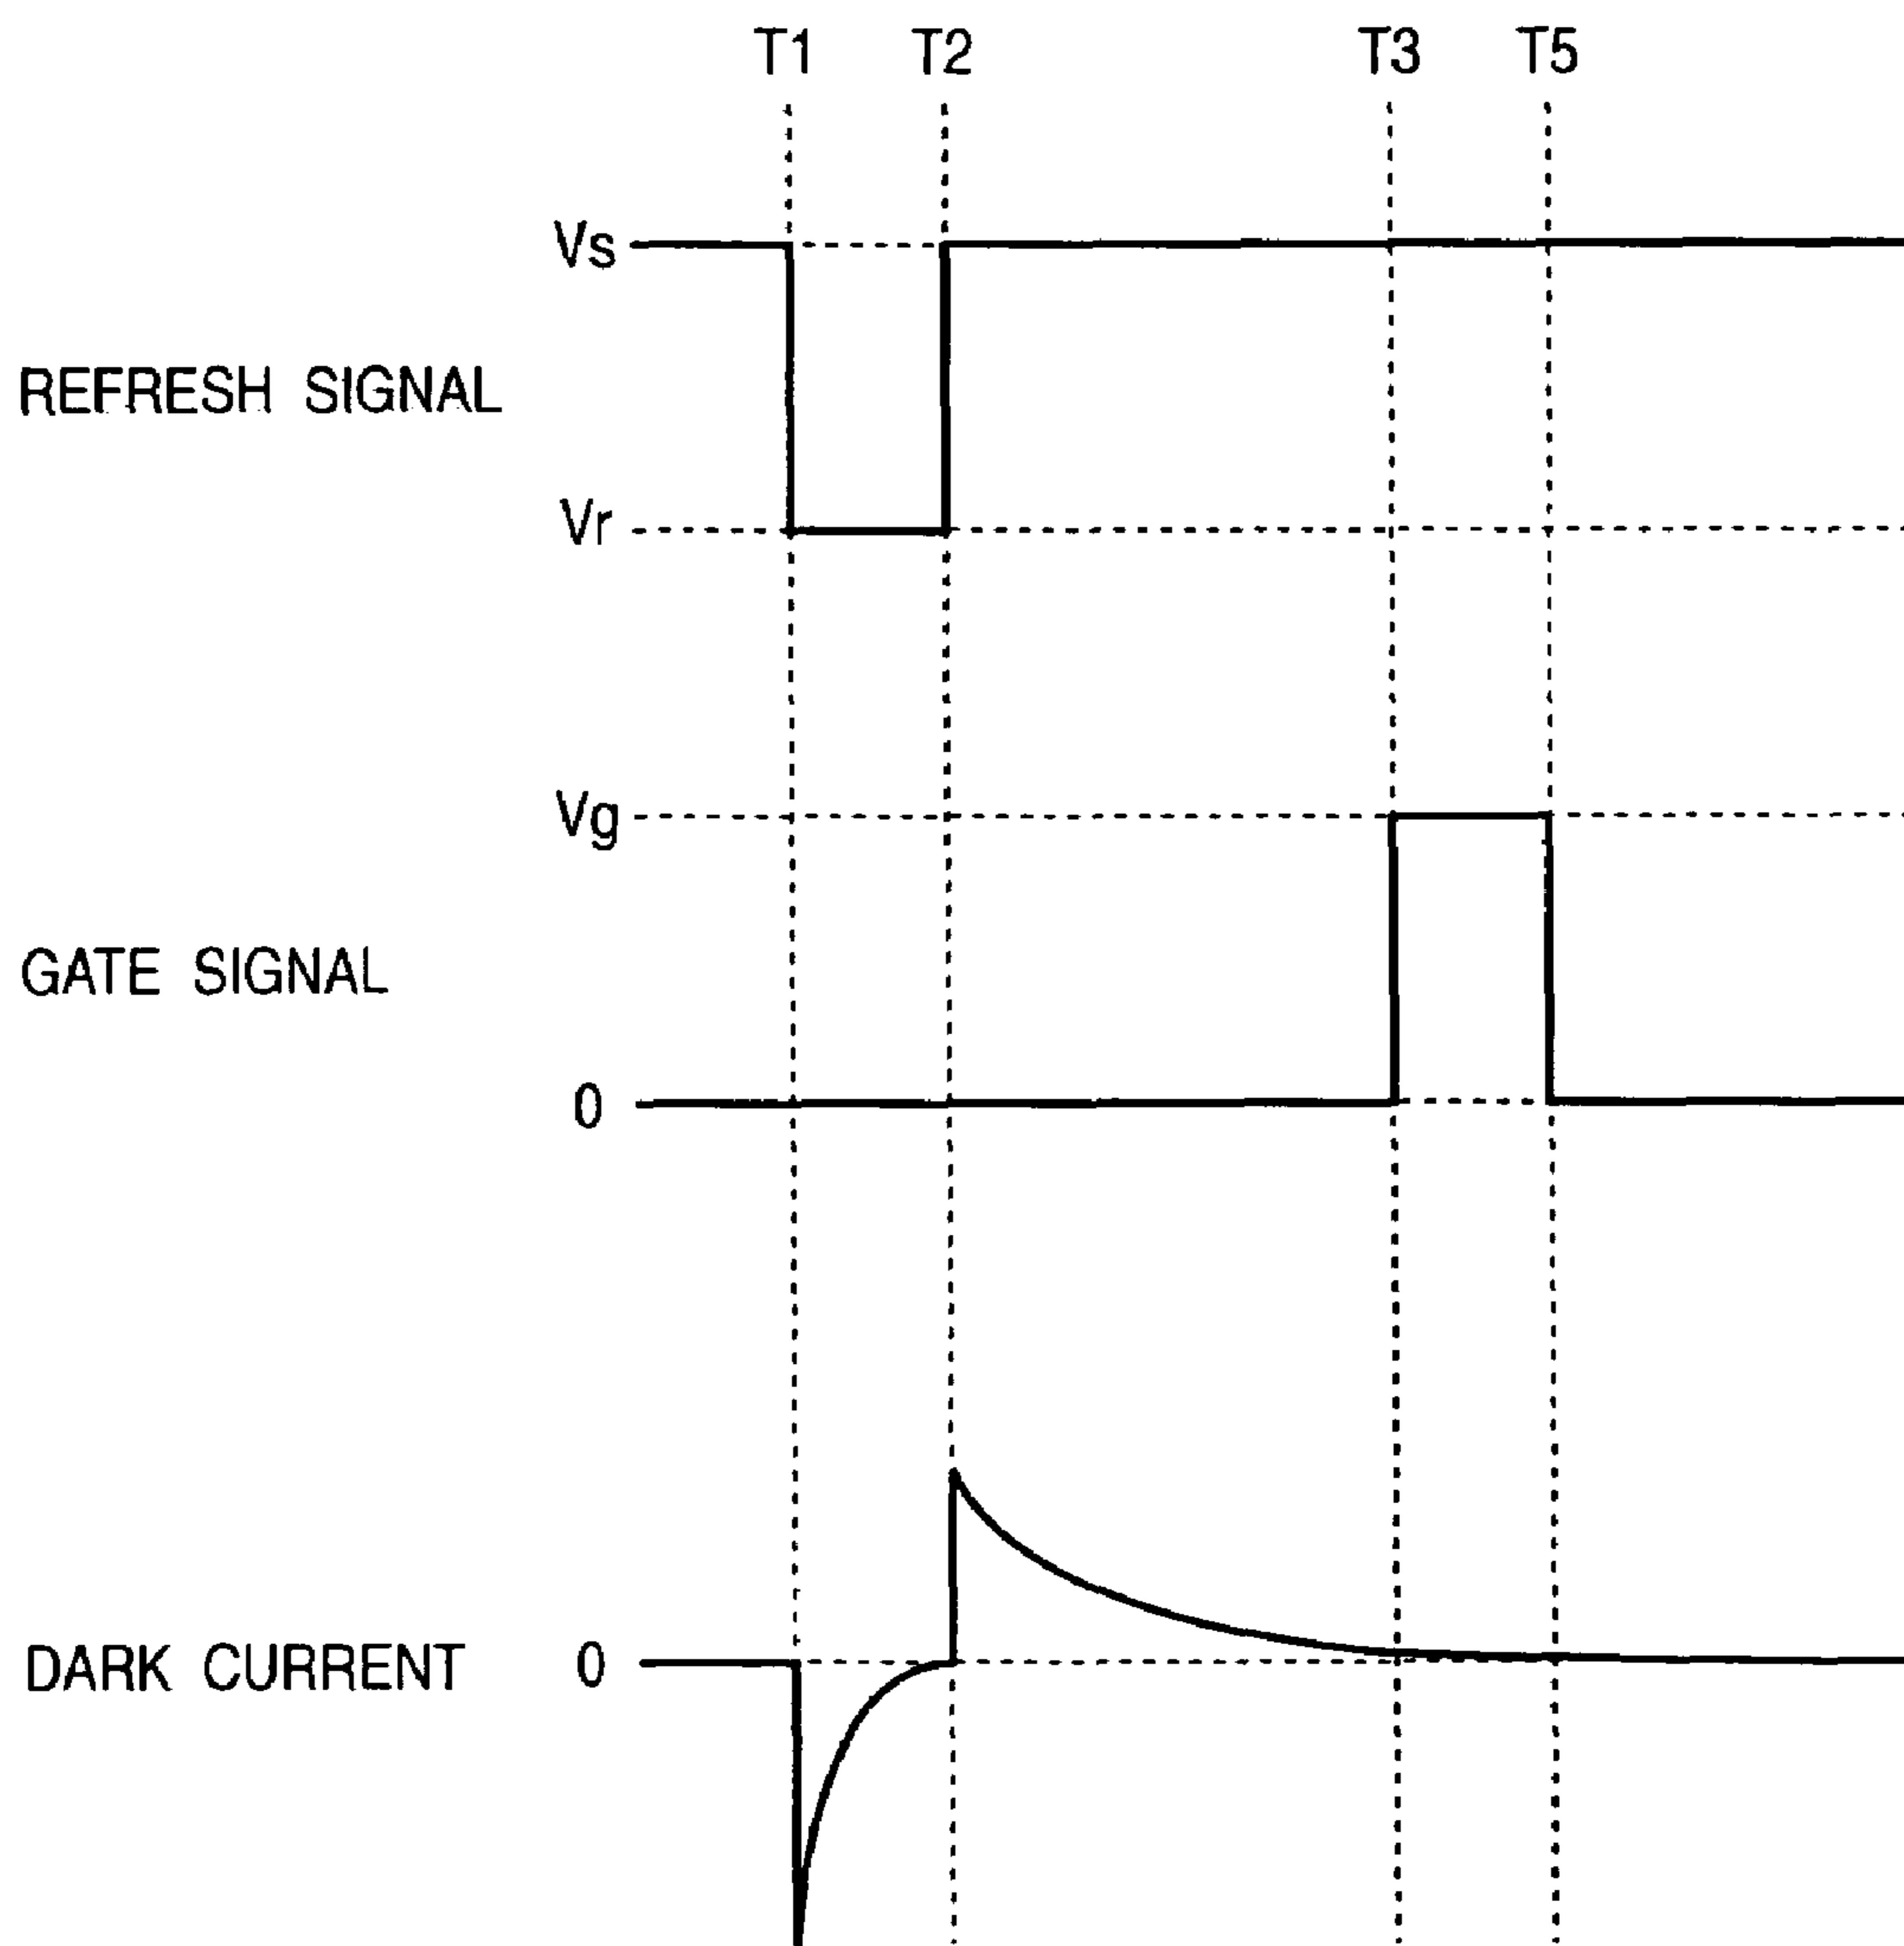 T1 T2 T3 T5
Vs
REFRESH SIGNAL
Vr
Vg
GATE SIGNAL
0
DARK CURRENT 0